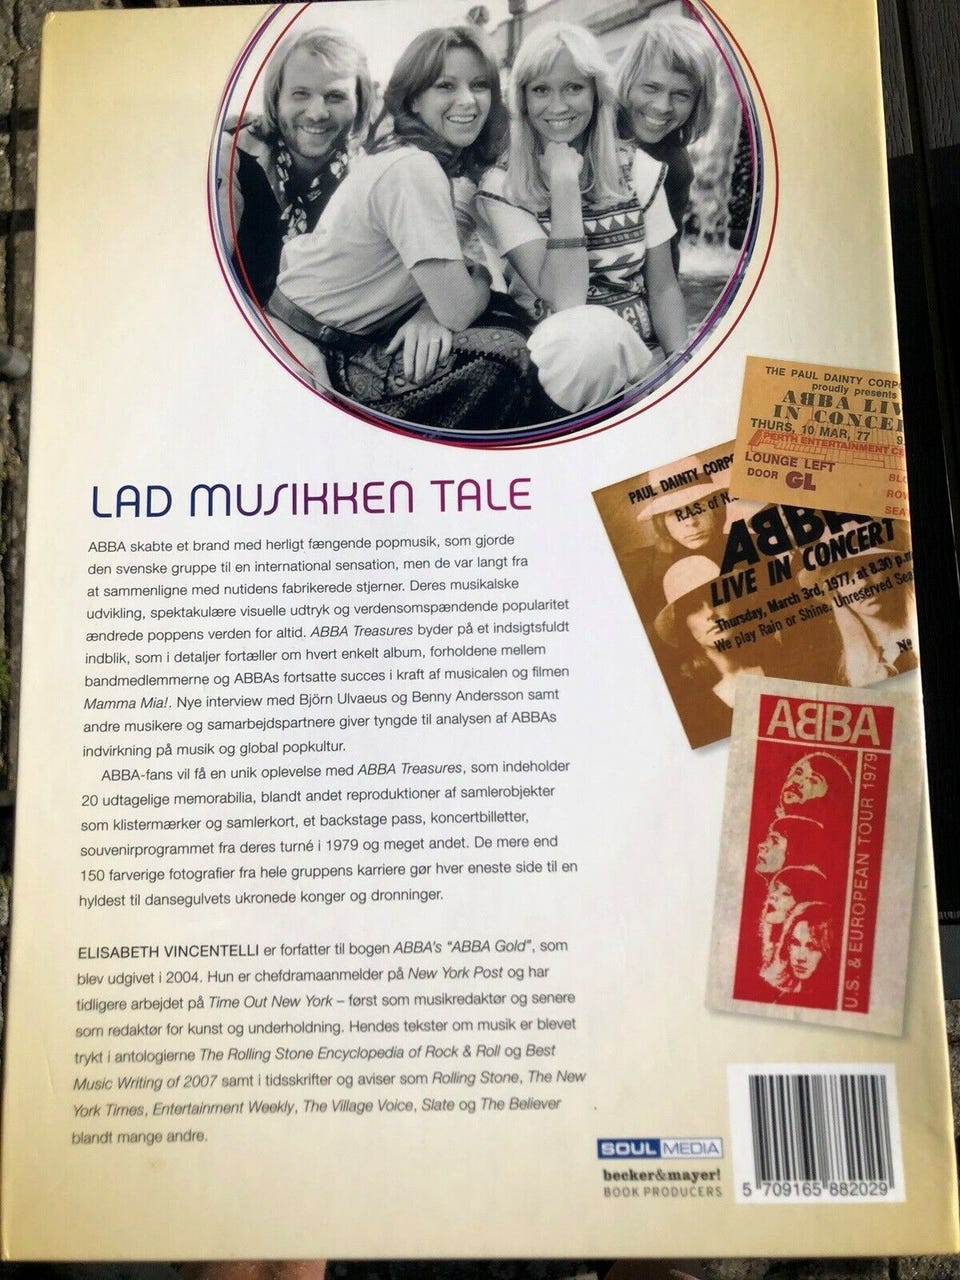 THE PAUL DAINTY CORPO
proudly presents
ABBA LIV
IN CONCE
THURS, 10 MAR, 77
PERTH ENTERTAINMENT CE
LOUNGE LEFT
DOOR GL
ROW
SEA
PAUL DAINTY CORP
R.A.S. of N.
ABBA
LIVE IN CONCERT
Thursday, March 3rd, 1977, at 8.30 p.m
We play Rain or Shine. Unreserved Sea
No
LAD MUSIKKEN TALE
ABBA skabte et brand med herligt fængende popmusik, som gjorde
den svenske gruppe til en international sensation, men de var langt fra
at sammenligne med nutidens fabrikerede stjerner. Deres musikalske
udvikling, spektakulære visuelle udtryk og verdensomspændende popularitet
ændrede poppens verden for altid. ABBA Treasures byder på et indsigtsfuldt
indblik, som i detaljer fortæller om hvert enkelt album, forholdene mellem
bandmedlemmerne og ABBAs fortsatte succes i kraft af musicalen og filmen
Mamma Mia!. Nye interview med Björn Ulvaeus og Benny Andersson samt
andre musikere og samarbejdspartnere giver tyngde til analysen af ABBAs
indvirkning på musik og global popkultur.
ABBA-fans vil få en unik oplevelse med ABBA Treasures, som indeholder
20 udtagelige memorabilia, blandt andet reproduktioner af samlerobjekter
som klistermærker og samlerkort, et backstage pass, koncertbilletter,
souvenirprogrammet fra deres turné i 1979 og meget andet. De mere end
150 farverige fotografier fra hele gruppens karriere gør hver eneste side til en
hyldest til dansegulvets ukronede konger og dronninger.
ABBA
U.S. & EUROPEAN TOUR 1979
ELISABETH VINCENTELLI er forfatter til bogen ABBA's "ABBA Gold", som
blev udgivet i 2004. Hun er chefdramaanmelder på New York Post og har
tidligere arbejdet på Time Out New York – først som musikredaktør og senere
som redaktør for kunst og underholdning. Hendes tekster om musik er blevet
trykt i antologierne The Rolling Stone Encyclopedia of Rock & Roll og Best
Music Writing of 2007 samt i tidsskrifter og aviser som Rolling Stone, The New
York Times, Entertainment Weekly, The Village Voice, Slate og The Believer
blandt mange andre.
SOUL MEDIA
becker&mayer!
BOOK PRODUCERS
5 709165 882029